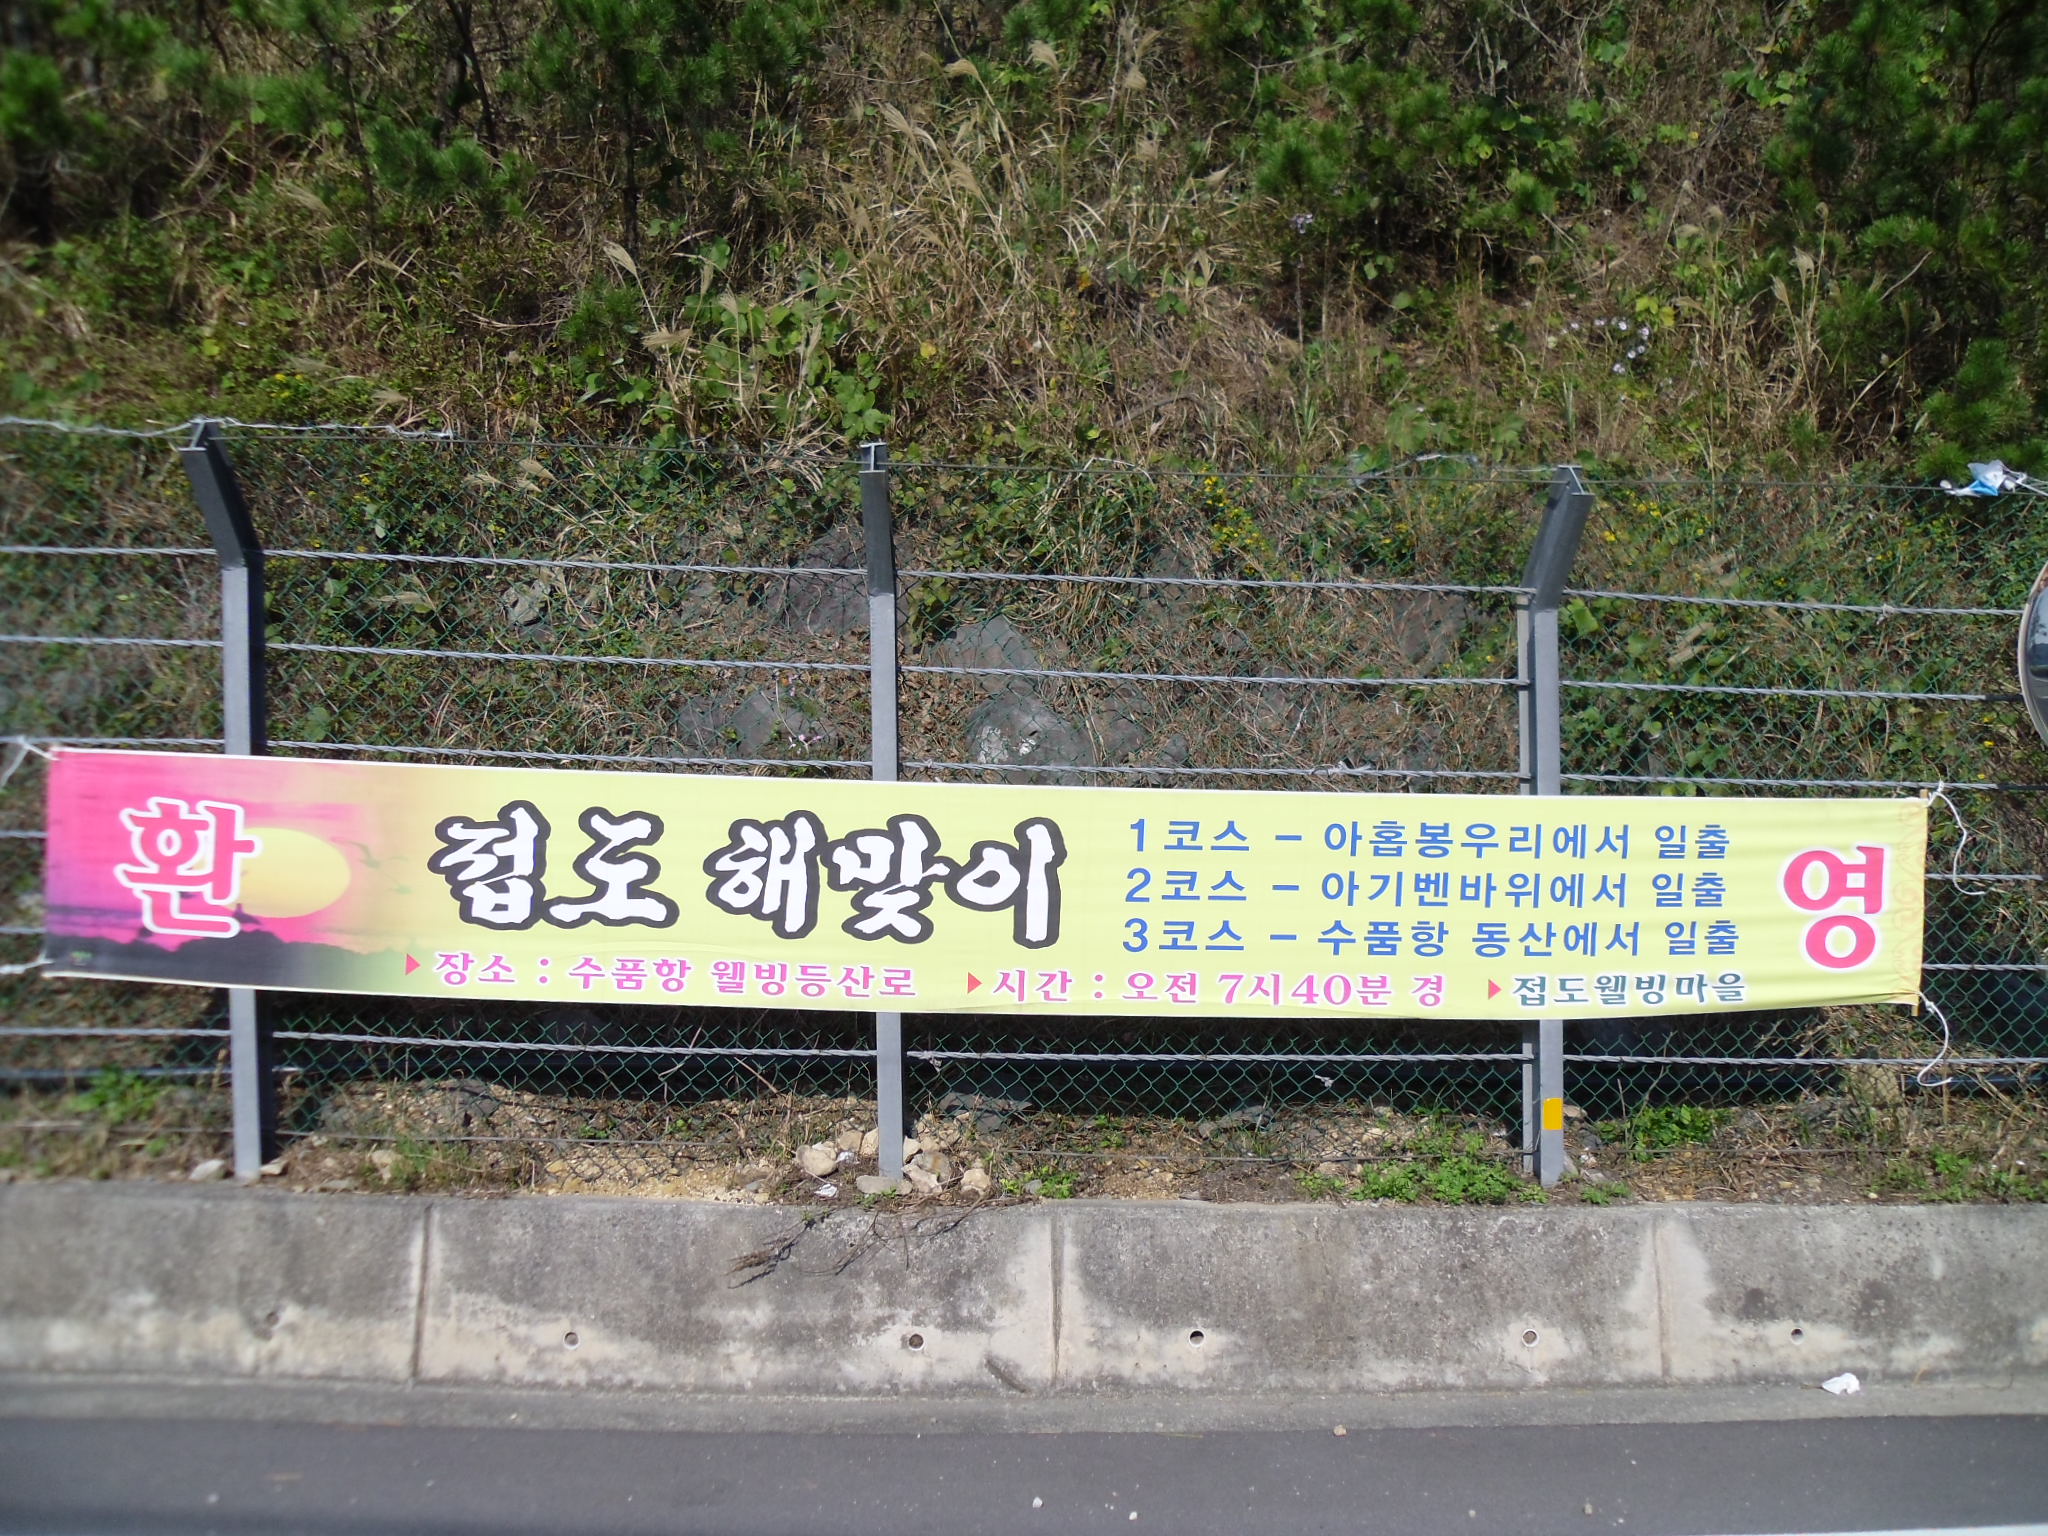 환 영
접도 해맞이
1코스 - 아홉봉우리에서 일출
2코스 - 아기벤바위에서 일출
3코스 - 수품항 동산에서 일출
▶장소 : 수품항 웰빙등산로 ▶시간 : 오전 7시40분 경 ▶접도웰빙마을